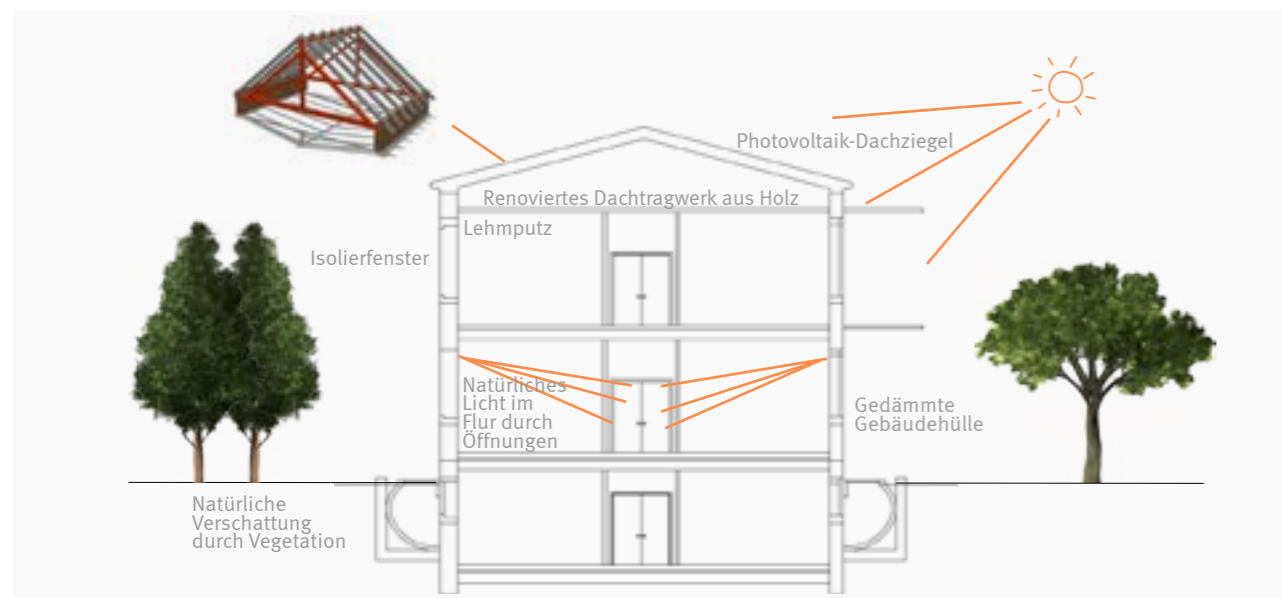 Photovoltaik-Dachziegel
Renoviertes Dachtragwerk aus Holz
Lehmputz
Isolierfenster
Natürliches
Licht im
Flur durch
Öffnungen
Gedämmte
Gebäudehülle
Natürliche
Verschattung
durch Vegetation